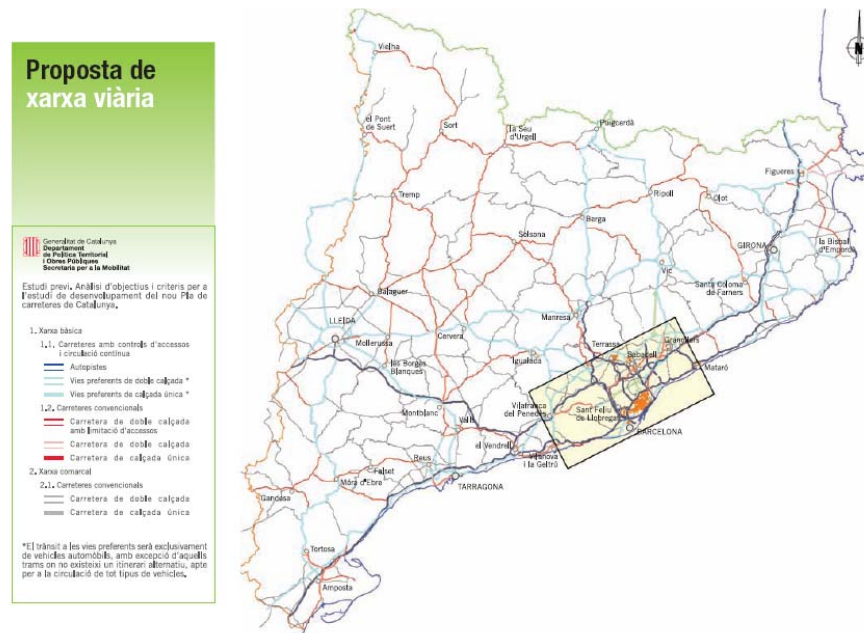 Proposta de
xarxa viària
Generalitat de Catalunya
Departament
de Política Territorial
i Obres Públiques
Secretaria per a la Mobilitat
Estudi previ. Anàlisi d'objectius i criteris per a
l'estudi de desenvolupament del nou Pla de
carreteres de Catalunya.
1. Xarxa bàsica
1.1. Carreteres amb controls d'accessos
i circulació contínua
Autopistes
Vies preferents de doble calçada *
Vies preferents de calçada única *
1.2. Carreteres convencionals
Carretera de doble calçada
amb limitació d'accessos
Carretera de doble calçada
Carretera de calçada única
2. Xarxa comarcal
2.1. Carreteres convencionals
Carretera de doble calçada
Carretera de calçada única
*El trànsit a les vies preferents serà exclusivament
de vehicles automòbils, amb excepció d'aquells
trams on no existeixi un itinerari alternatiu, apte
per a la circulació de tot tipus de vehicles.
N
Vielha
el Pont
de Suert
Sort
la Seu
d'Urgell
Puigcerdà
Figueres
Tremp
Ripoll
Olot
Berga
Solsona
GIRONA
la Bisbal
d'Empordà
Vic
Santa Coloma
de Farners
Balaguer
LLEIDA
Manresa
Mollerussa
Cervera
Terrassa
Granollers
Sabadell
Igualada
les Borges
Blanques
Mataró
Montblanc
Vilafranca
del Penedès
Sant Feliu
de Llobregat
Valls
BARCELONA
el Vendrell
Vilanova
i la Geltrú
Reus
Falset
Móra d'Ebre
TARRAGONA
Gandesa
Tortosa
Amposta